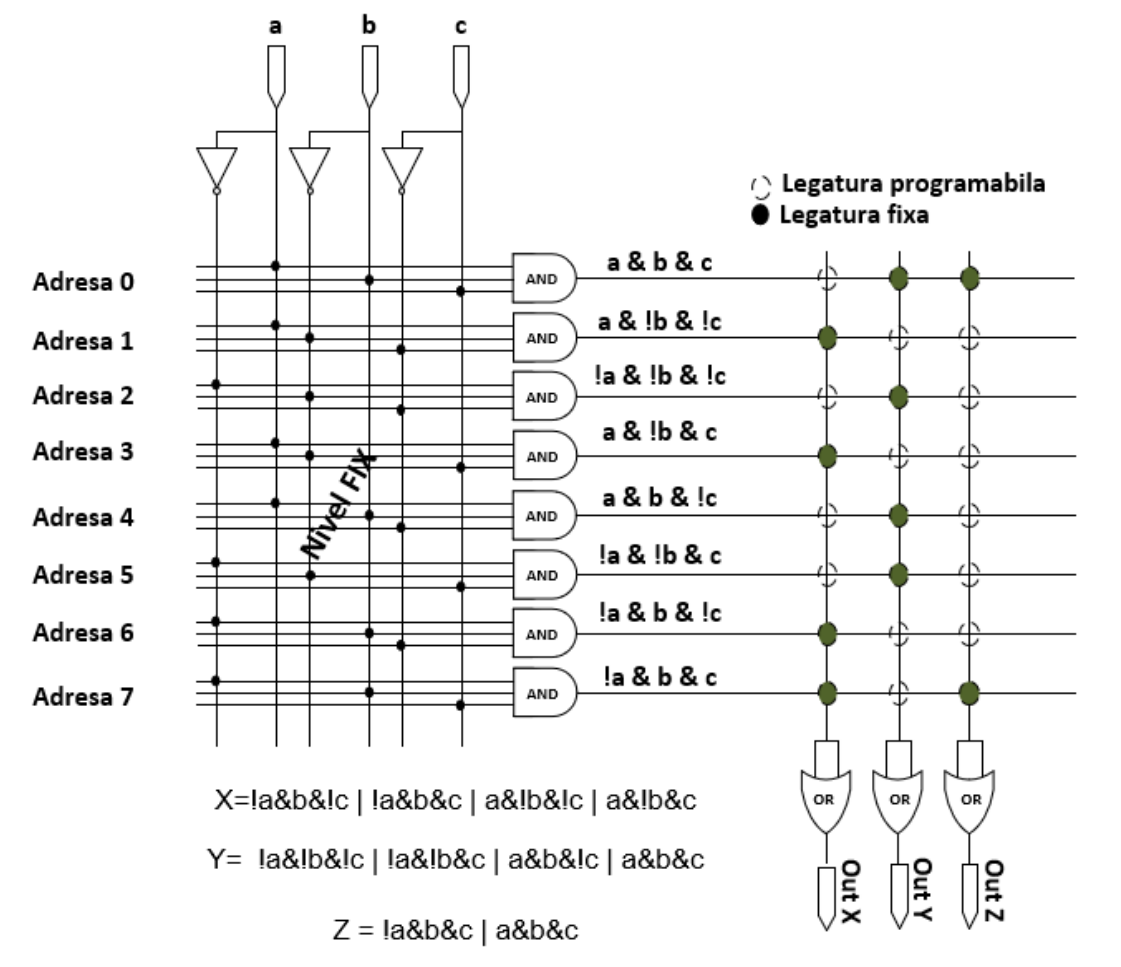 a b c
Legatura programabila
Legatura fixa
Adresa 0 AND a & b & c
Adresa 1 AND a & !b & !c
Adresa 2 AND !a & !b & !c
Adresa 3 AND a & !b & c
Nivel FIX
Adresa 4 AND a & b & !c
Adresa 5 AND !a & !b & c
Adresa 6 AND !a & b & !c
Adresa 7 AND !a & b & c
OR OR OR
X=!a&b&!c | !a&b&c | a&!b&!c | a&!b&c
Y= !a&!b&!c | !a&!b&c | a&b&!c | a&b&c
Z = !a&b&c | a&b&c
Out X
Out Y
Out Z